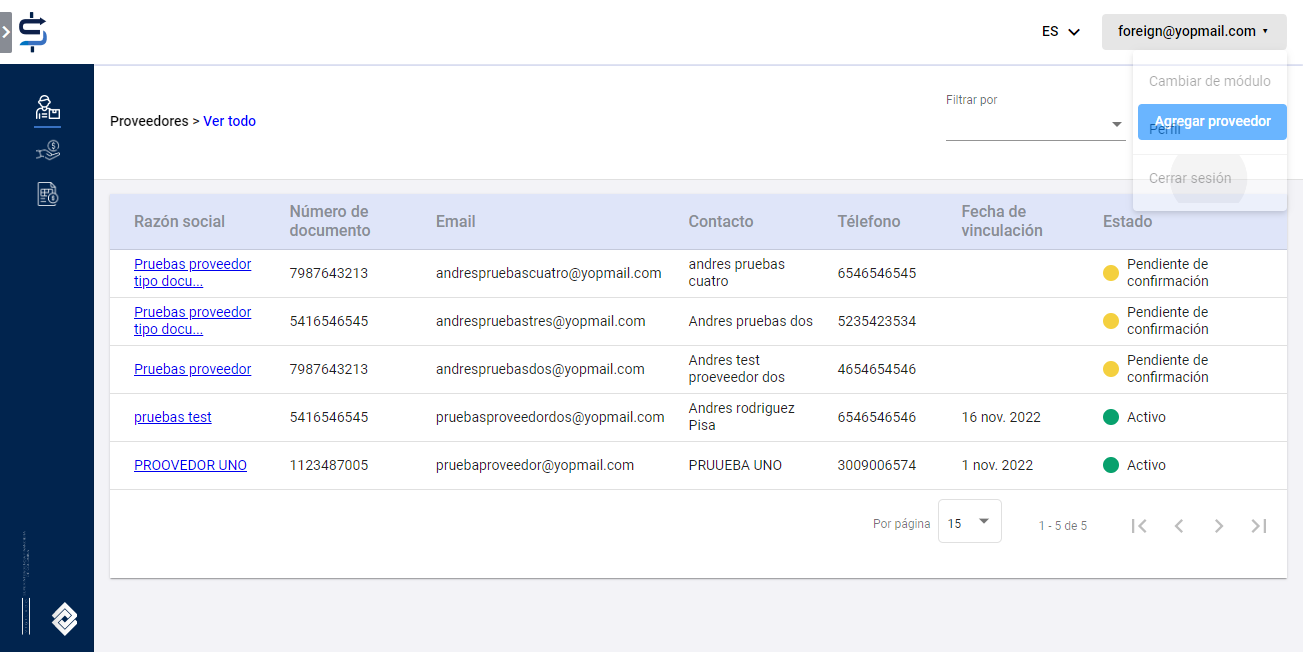 ES
foreign@yopmail.com
Cambiar de módulo
Filtrar por
Proveedores > Ver todo
Agregar proveedor
Perfil
Cerrar sesión
Razón social
Número de
documento
Email
Contacto
Télefono
Fecha de
vinculación
Estado
Pruebas proveedor
tipo docu...
7987643213
andrespruebascuatro@yopmail.com
andres pruebas
cuatro
6546546545
Pendiente de
confirmación
Pruebas proveedor
tipo docu...
5416546545
andrespruebastres@yopmail.com
Andres pruebas dos
5235423534
Pendiente de
confirmación
Pruebas proveedor
7987643213
andrespruebasdos@yopmail.com
Andres test
proeveedor dos
4654654546
Pendiente de
confirmación
pruebas test
5416546545
pruebasproveedordos@yopmail.com
Andres rodriguez
Pisa
6546546546
16 nov. 2022
Activo
PROOVEDOR UNO
1123487005
pruebaproveedor@yopmail.com
PRUUEBA UNO
3009006574
1 nov. 2022
Activo
Por página
15
1 - 5 de 5